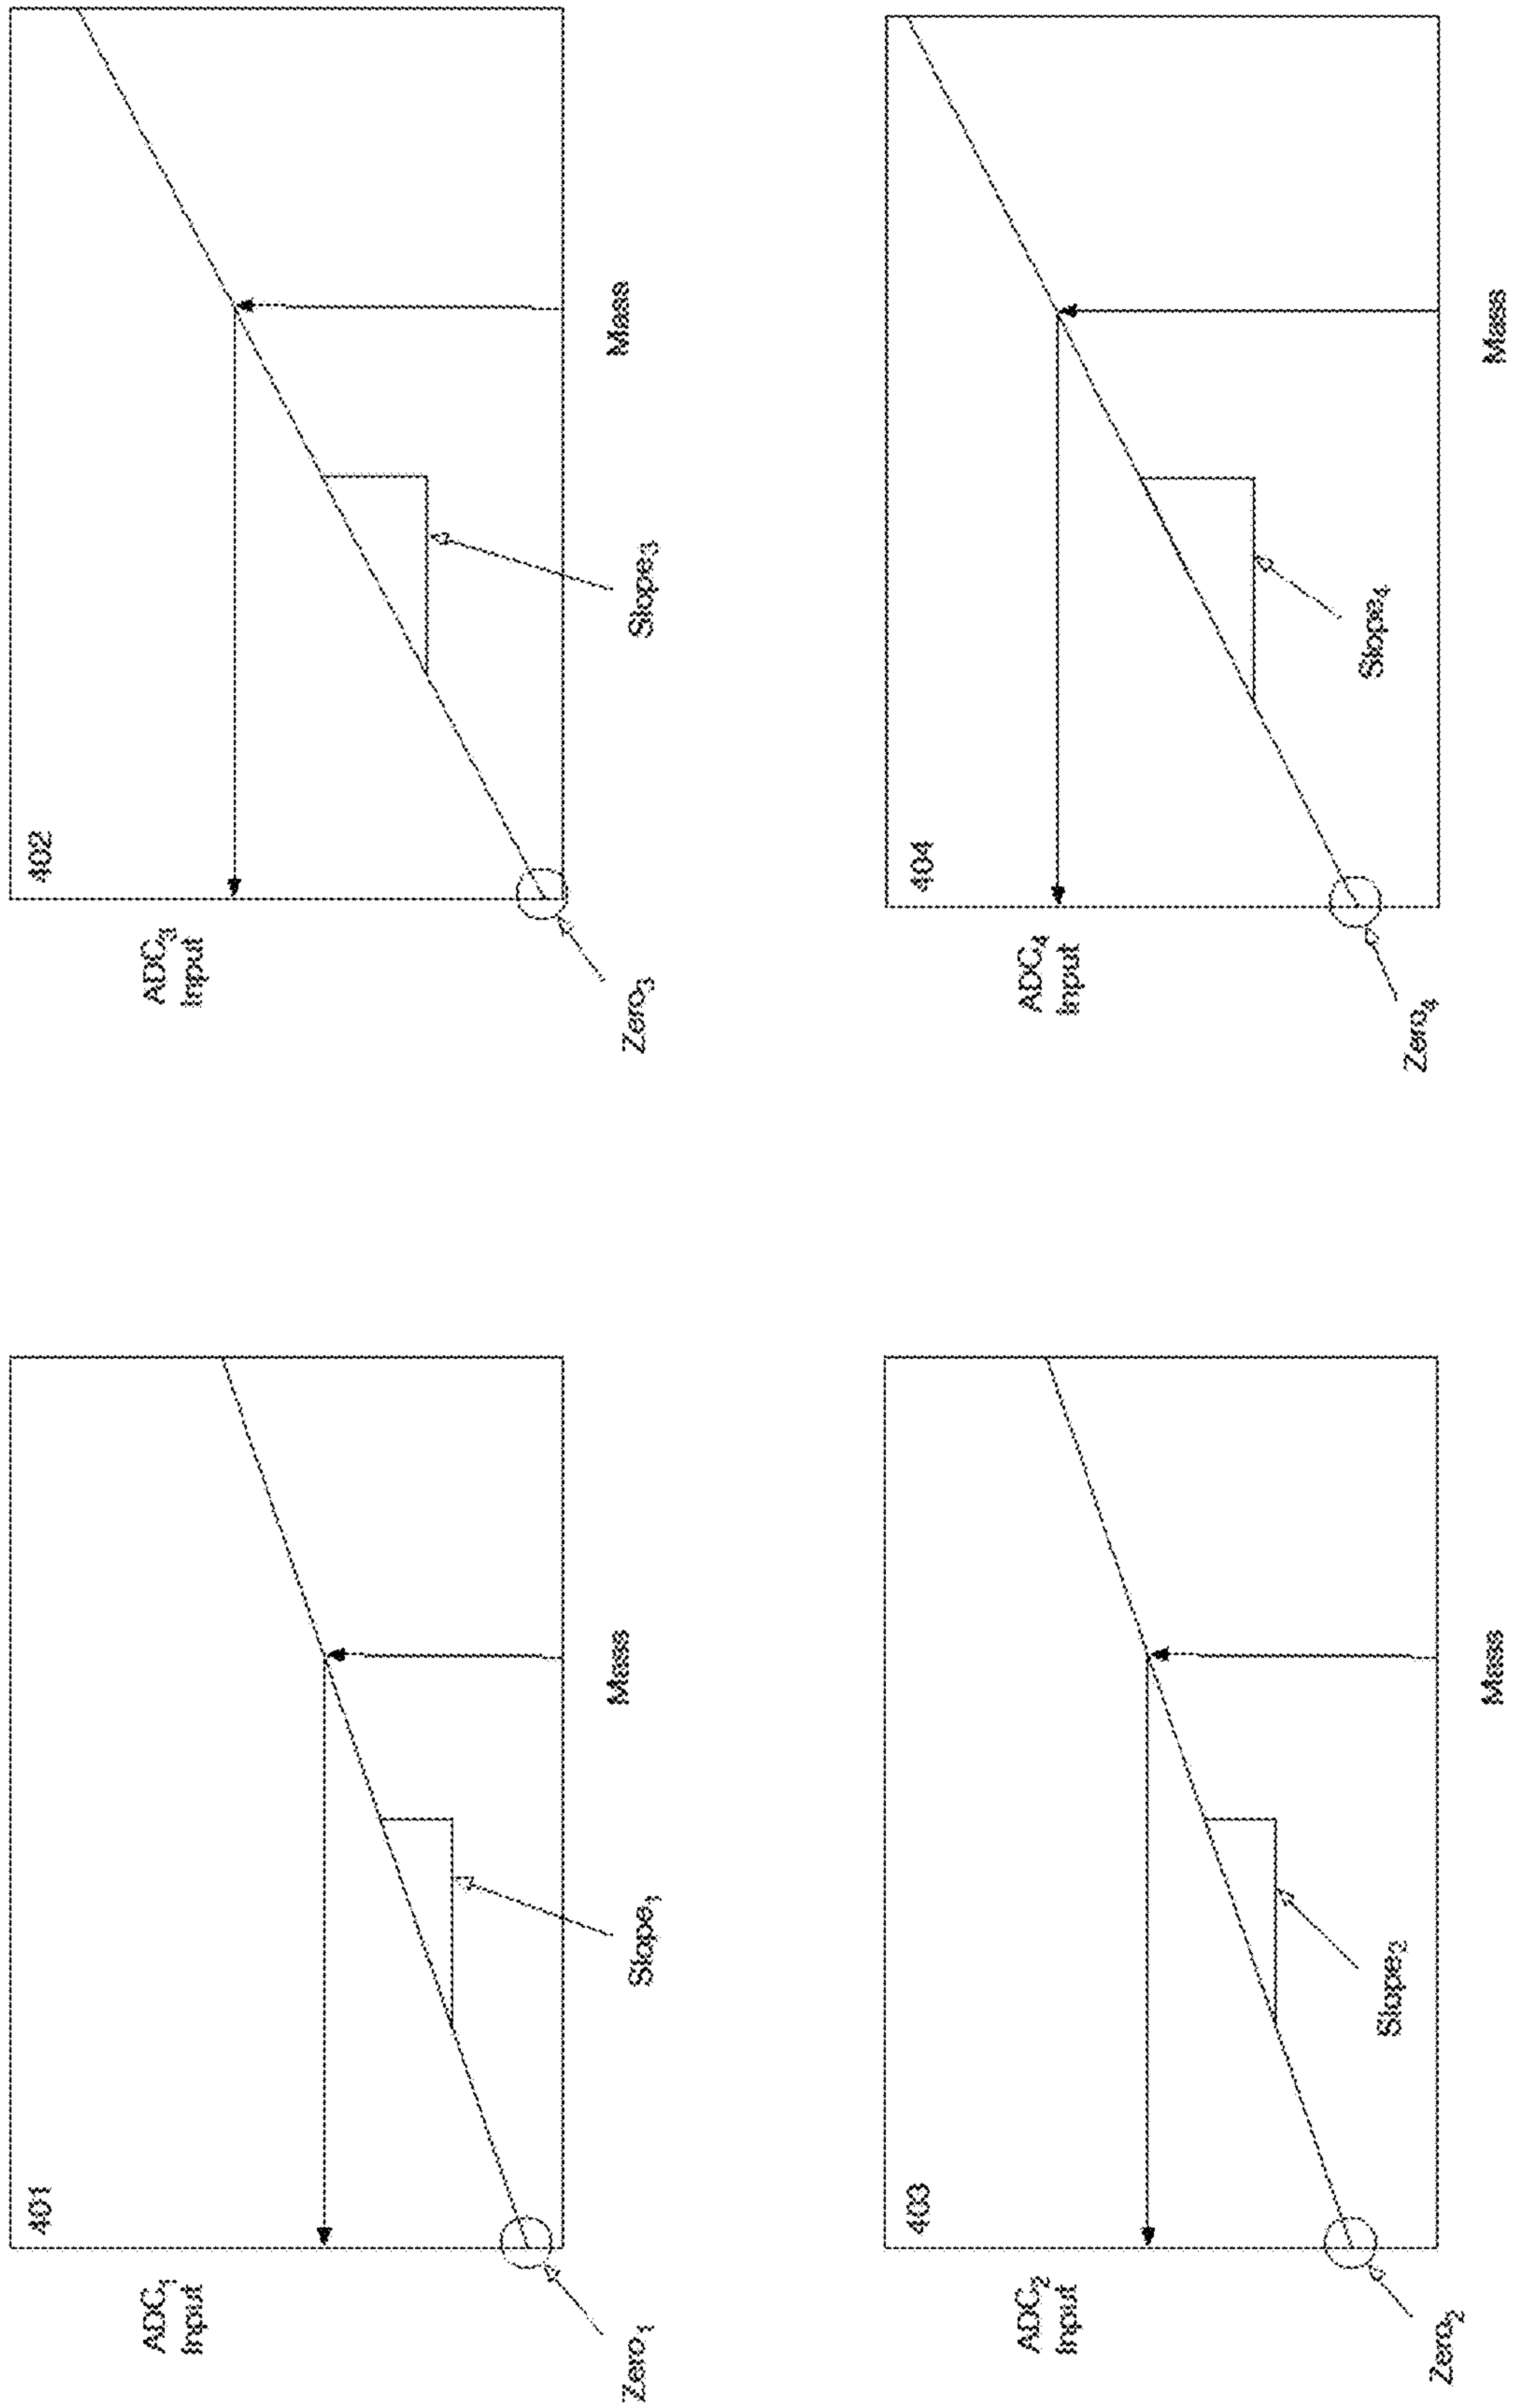 401
ADC₁
Input
Zero₁
Slope₁
Mass
402
ADC₃
Input
Zero₃
Slope₃
Mass
403
ADC₂
Input
Zero₂
Slope₃
Mass
404
ADC₄
Input
Zero₄
Slope₄
Mass